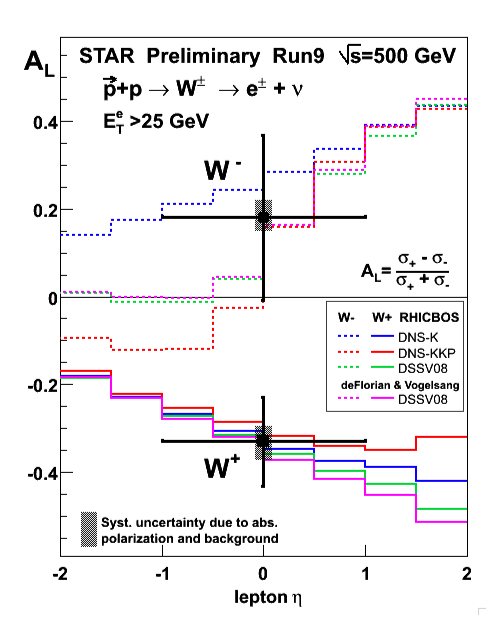 A_L
STAR Preliminary Run9 √s=500 GeV
p⃗+p → W± → e± + ν
E_T^e >25 GeV
0.4
W-
0.2
A_L = (σ+ - σ-) / (σ+ + σ-)
0
W- W+ RHICBOS
DNS-K
DNS-KKP
DSSV08
deFlorian & Vogelsang
DSSV08
-0.2
-0.4
W+
Syst. uncertainty due to abs.
polarization and background
-2 -1 0 1 2
lepton η